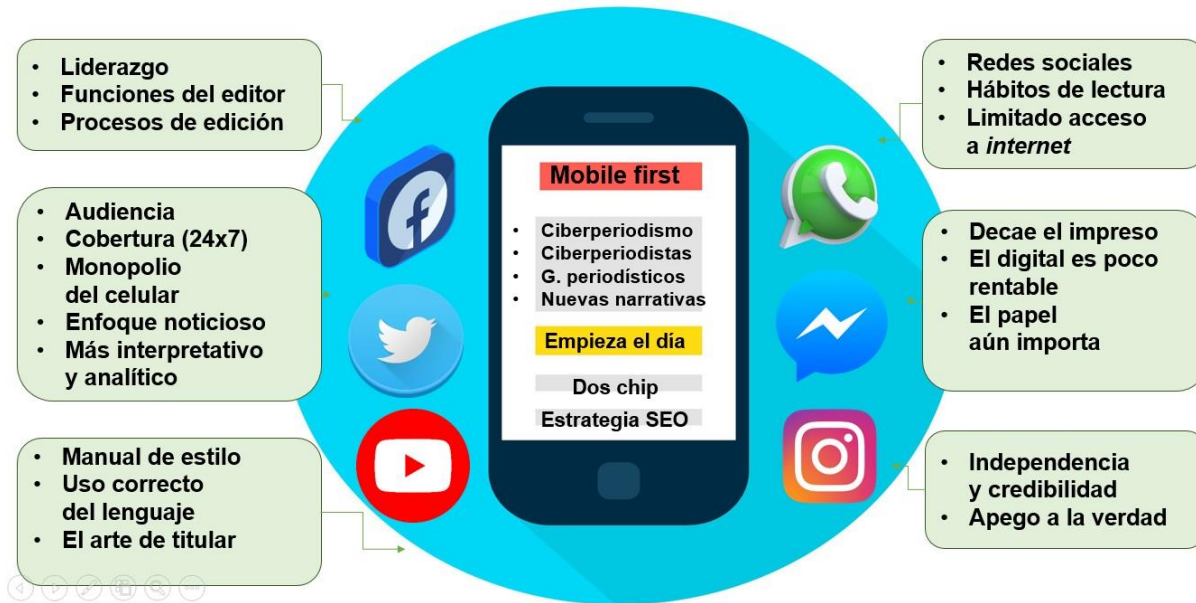 • Liderazgo
• Funciones del editor
• Procesos de edición
• Audiencia
• Cobertura (24x7)
• Monopolio
del celular
• Enfoque noticioso
• Más interpretativo
y analítico
• Manual de estilo
• Uso correcto
del lenguaje
• El arte de titular
Mobile first
• Ciberperiodismo
• Ciberperiodistas
• G. periodísticos
• Nuevas narrativas
Empieza el día
Dos chip
Estrategia SEO
• Redes sociales
• Hábitos de lectura
• Limitado acceso
a internet
• Decae el impreso
• El digital es poco
rentable
• El papel
aún importa
• Independencia
y credibilidad
• Apego a la verdad